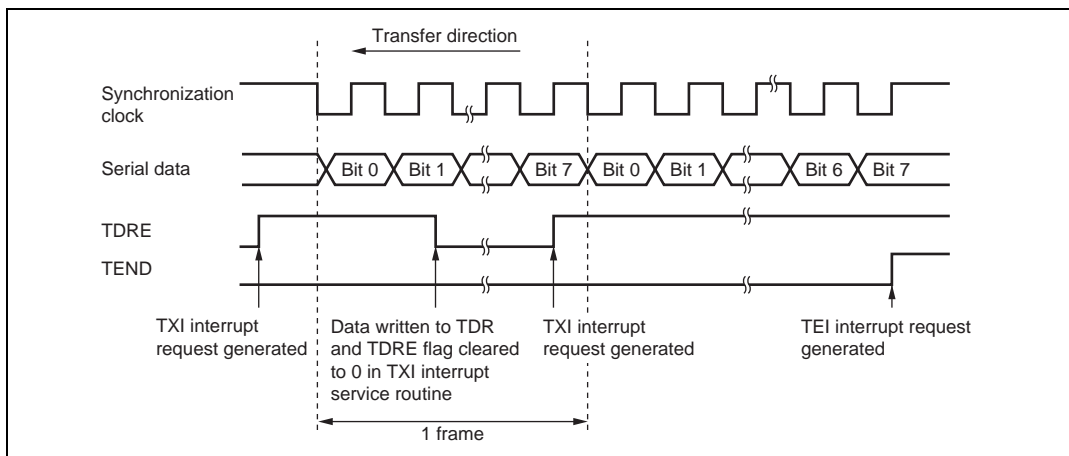 Transfer direction
Synchronization
clock
Serial data
Bit 0
Bit 1
Bit 7
Bit 0
Bit 1
Bit 6
Bit 7
TDRE
TEND
TXI interrupt
request generated
Data written to TDR
and TDRE flag cleared
to 0 in TXI interrupt
service routine
TXI interrupt
request generated
TEI interrupt request
generated
1 frame